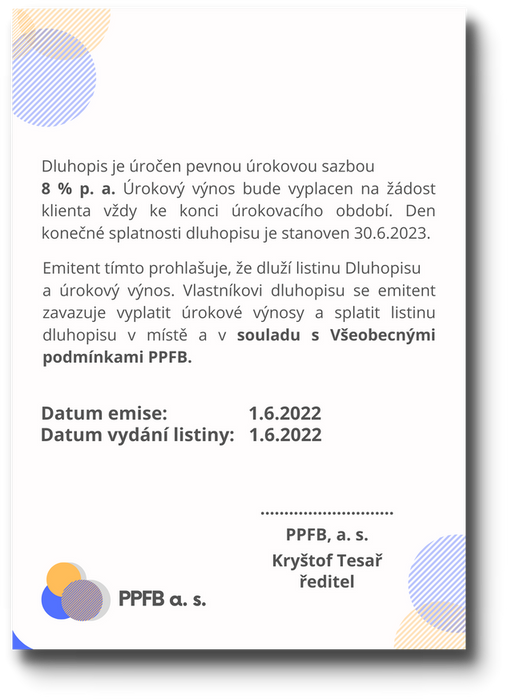 Dluhopis je úročen pevnou úrokovou sazbou
8 % p. a. Úrokový výnos bude vyplacen na žádost
klienta vždy ke konci úrokovacího období. Den
konečné splatnosti dluhopisu je stanoven 30.6.2023.
Emitent tímto prohlašuje, že dluží listinu Dluhopisu
a úrokový výnos. Vlastníkovi dluhopisu se emitent
zavazuje vyplatit úrokové výnosy a splatit listinu
dluhopisu v místě a v souladu s Všeobecnými
podmínkami PPFB.
Datum emise: 1.6.2022
Datum vydání listiny: 1.6.2022
............................
PPFB, a. s.
Kryštof Tesař
ředitel
PPFB a. s.